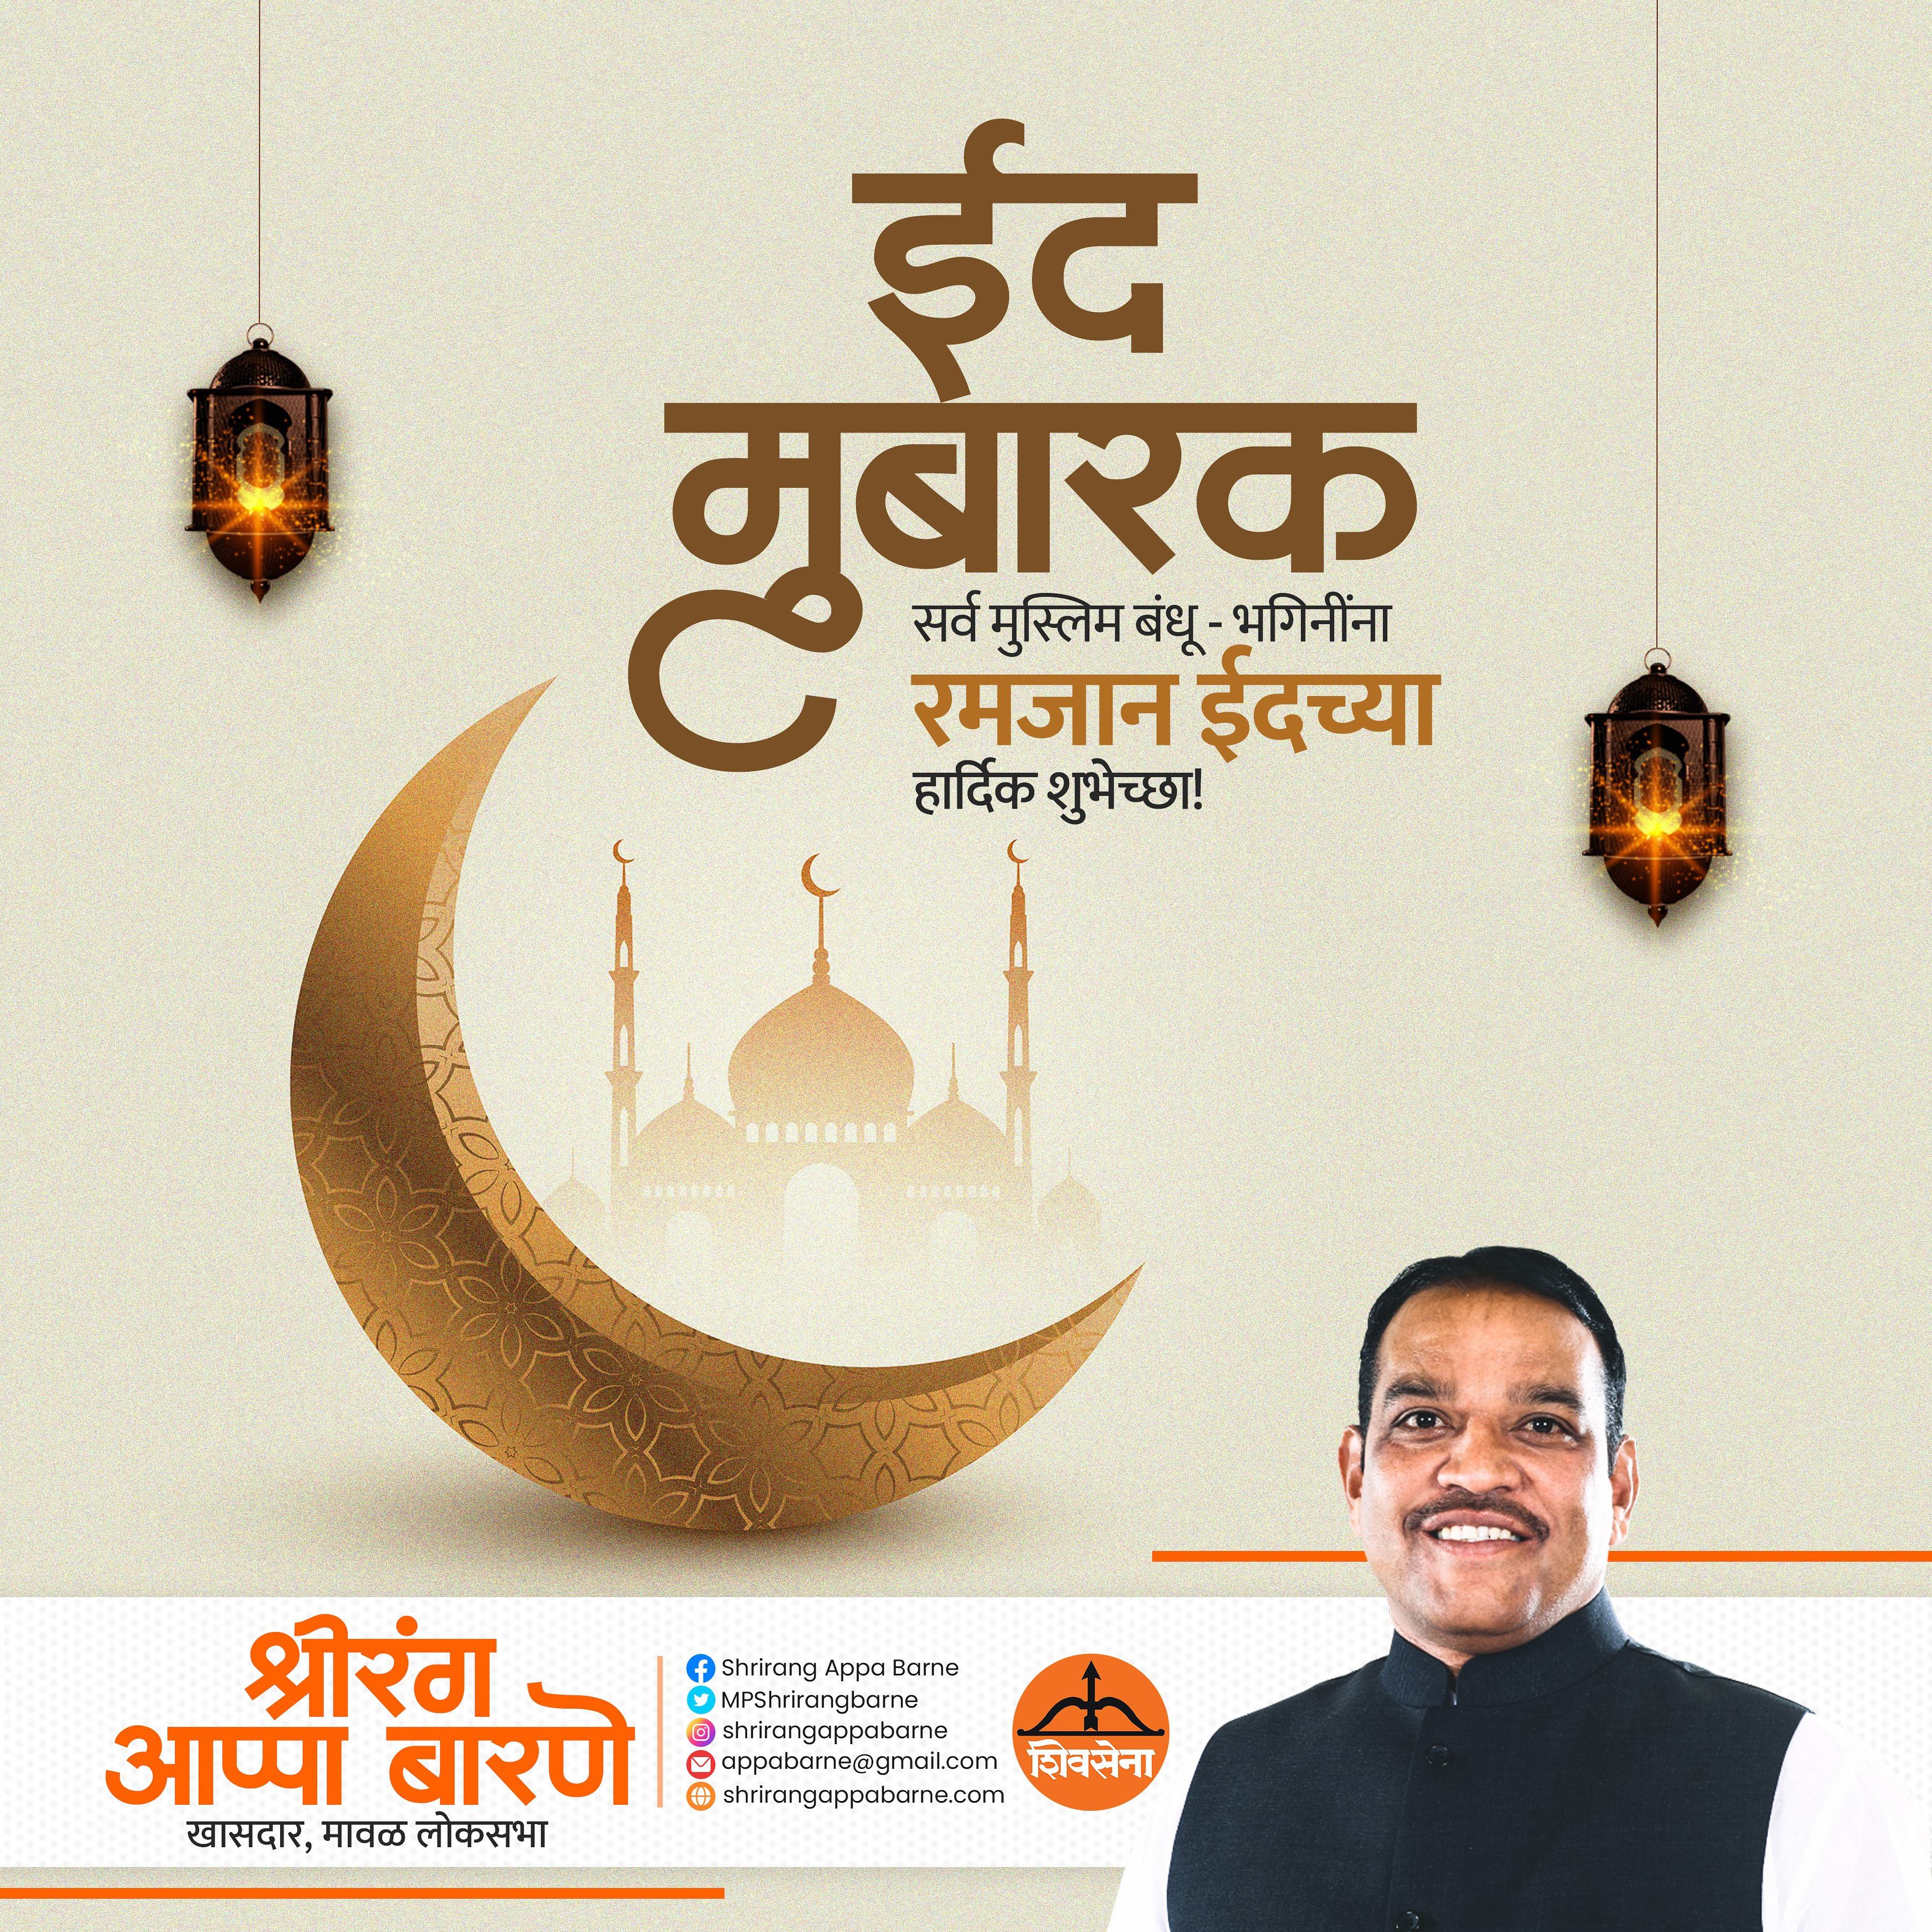 ईद
मुबारक
सर्व मुस्लिम बंधू - भगिनींना
रमजान ईदच्या
हार्दिक शुभेच्छा!
श्रीरंग
आप्पा बारणे
खासदार, मावळ लोकसभा
Shrirang Appa Barne
MPShrirangbarne
shrirangappabarne
appabarne@gmail.com
shrirangappabarne.com
शिवसेना